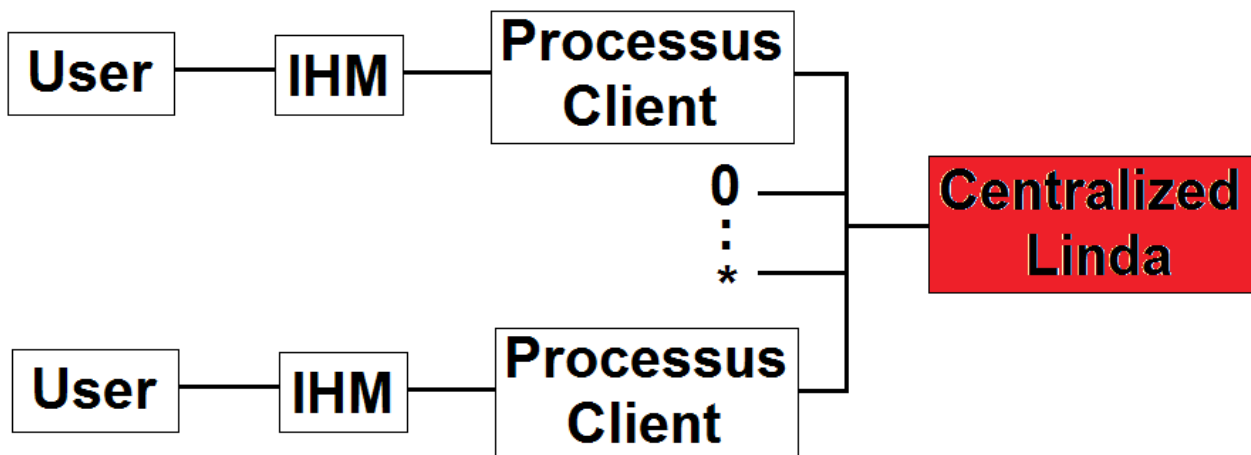 User
IHM
Processus
Client
0
:
*
Centralized
Linda
User
IHM
Processus
Client